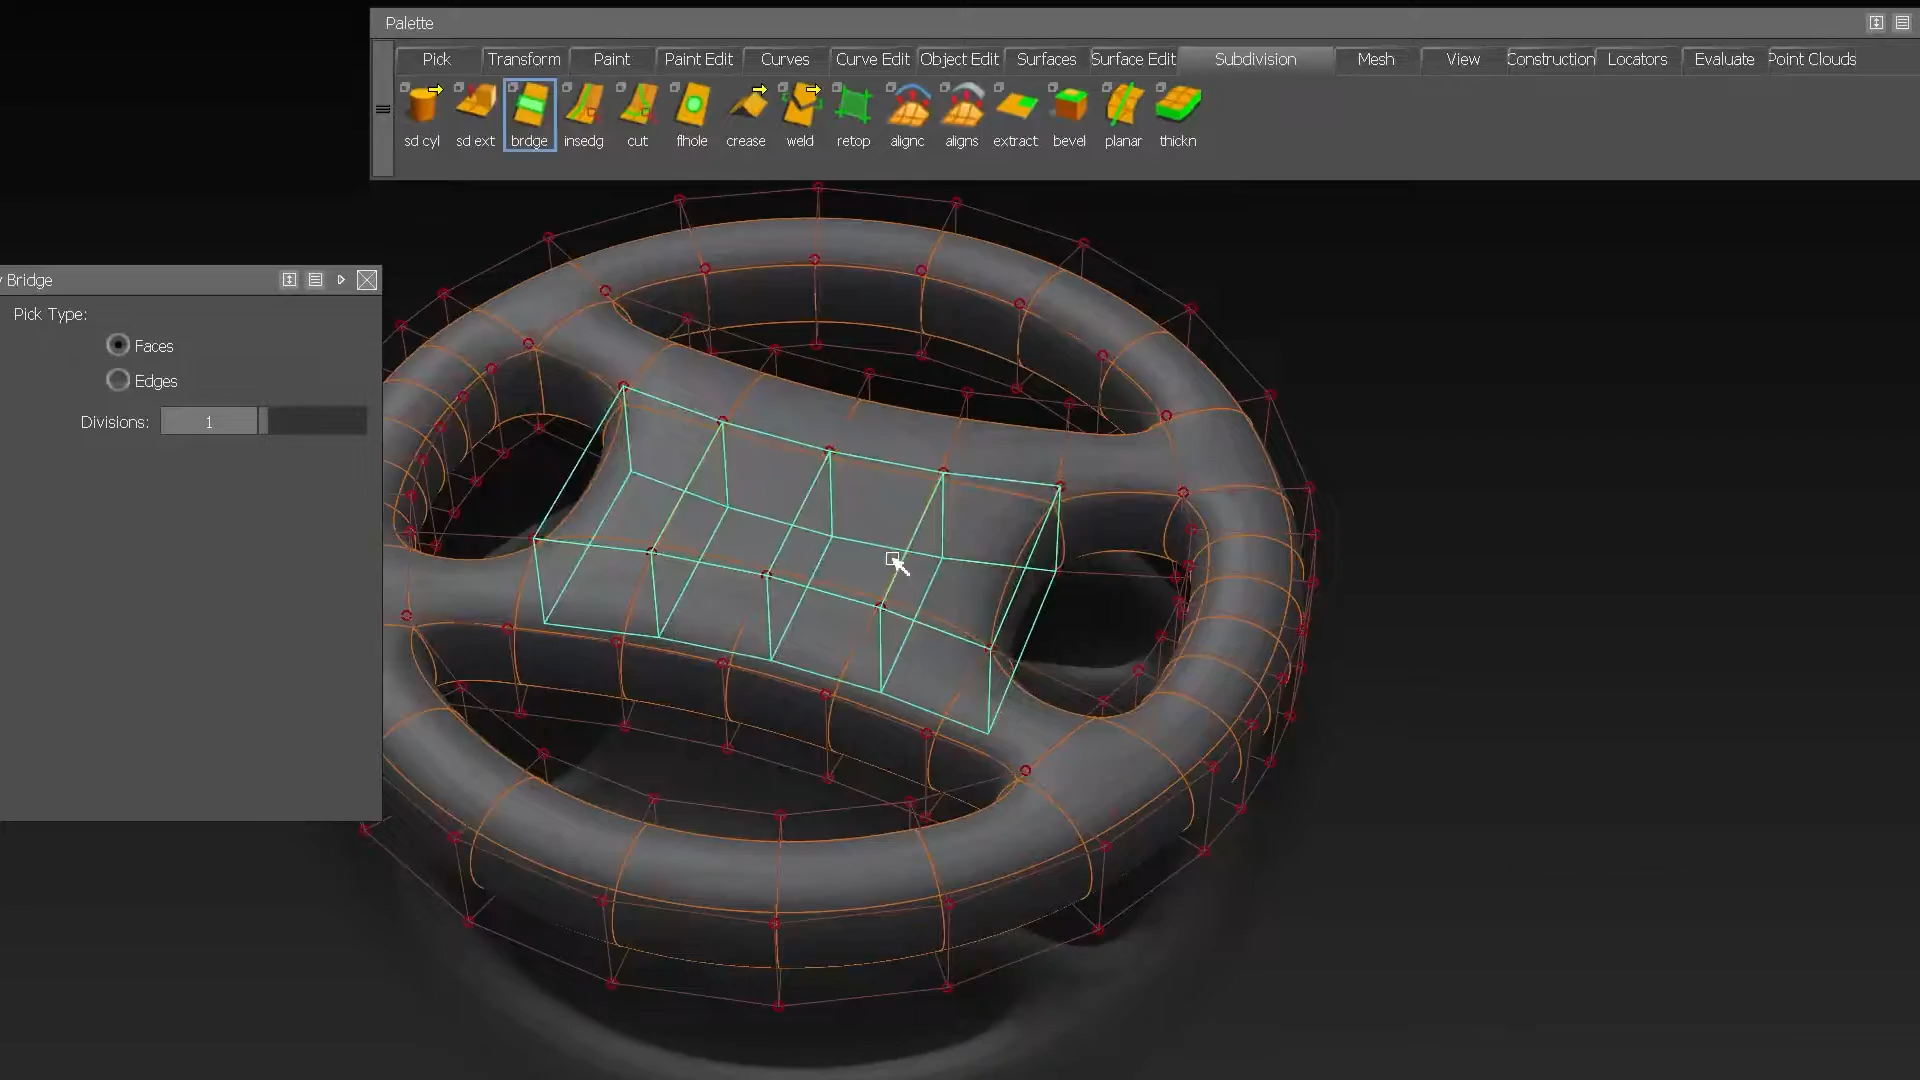 Palette
Pick Transform Paint Paint Edit Curves Curve Edit Object Edit Surfaces Surface Edit Subdivision Mesh View Construction Locators Evaluate Point Clouds
sd cyl sd ext brdge insedg cut flhole crease weld retop alignc aligns extract bevel planar thickn
Bridge
Pick Type:
Faces
Edges
Divisions: 1